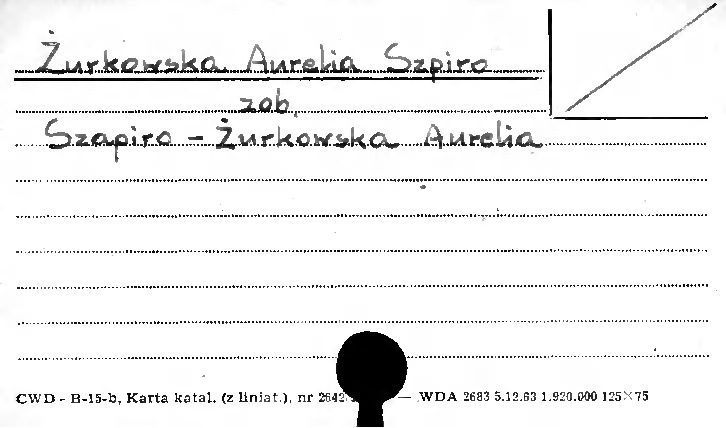 Żurkowska Aurelia Szpiro
zob.
Szapiro - Żurkowska Aurelia
CWD - B-15-b, Karta katal. (z liniat.), nr 2642 — WDA 2683 5.12.63 1.920.000 125×75